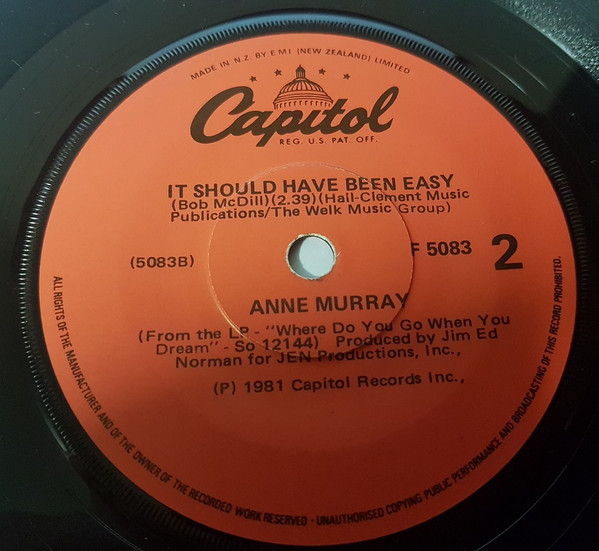 MADE IN N.Z. BY E M I (NEW ZEALAND) LIMITED
Capitol
REG. U.S. PAT. OFF.
IT SHOULD HAVE BEEN EASY
(Bob McDill)(2.39)(Hall-Clement Music
Publications/The Welk Music Group)
(5083B)
F 5083
2
ANNE MURRAY
(From the LP - "Where Do You Go When You
Dream" - So 12144) Produced by Jim Ed
Norman for JEN Productions, Inc.,
(P) 1981 Capitol Records Inc.,
ALL RIGHTS OF THE MANUFACTURER AND OF THE OWNER OF THE RECORDED WORK RESERVED - UNAUTHORISED COPYING PUBLIC PERFORMANCE AND BROADCASTING OF THIS RECORD PROHIBITED.